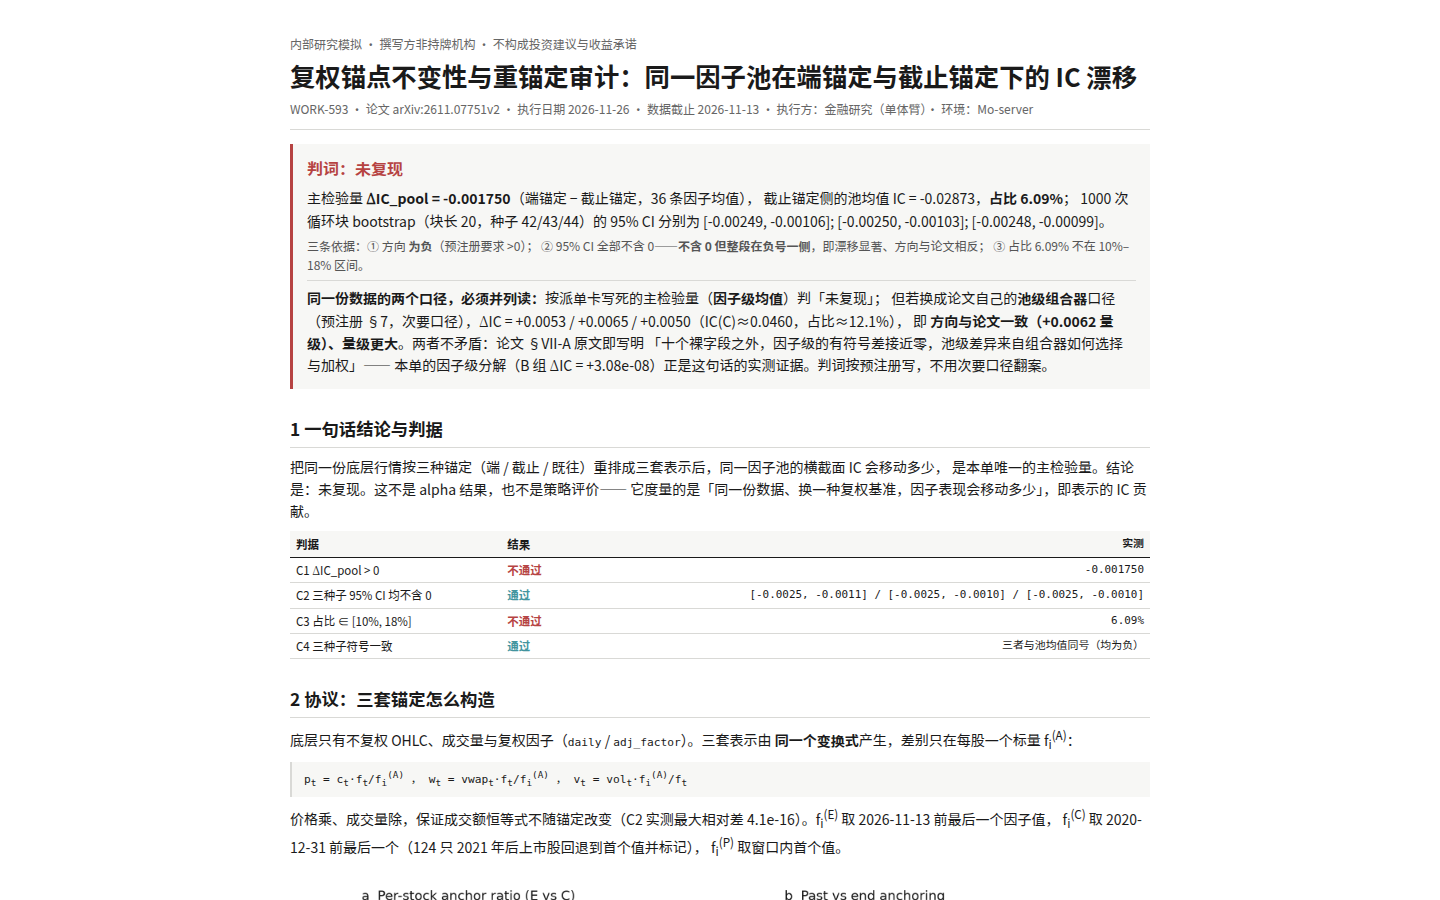 内部研究模拟 · 撰写方非持牌机构 · 不构成投资建议与收益承诺
复权锚点不变性与重锚定审计：同一因子池在端锚定与截止锚定下的 IC 漂移
WORK-593 · 论文 arXiv:2611.07751v2 · 执行日期 2026-11-26 · 数据截止 2026-11-13 · 执行方：金融研究（单体臂）· 环境：Mo-server
判词：未复现
主检验量 ΔIC_pool = -0.001750（端锚定 − 截止锚定，36 条因子均值）， 截止锚定侧的池均值 IC = -0.02873，占比 6.09%； 1000 次
循环块 bootstrap（块长 20，种子 42/43/44）的 95% CI 分别为 [-0.00249, -0.00106]; [-0.00250, -0.00103]; [-0.00248, -0.00099]。
三条依据：① 方向 为负（预注册要求 >0）； ② 95% CI 全部不含 0——不含 0 但整段在负号一侧，即漂移显著、方向与论文相反； ③ 占比 6.09% 不在 10%–
18% 区间。
同一份数据的两个口径，必须并列读：按派单卡写死的主检验量（因子级均值）判「未复现」； 但若换成论文自己的池级组合器口径
（预注册 §7，次要口径），ΔIC = +0.0053 / +0.0065 / +0.0050（IC(C)≈0.0460，占比≈12.1%）， 即 方向与论文一致（+0.0062 量
级）、量级更大。两者不矛盾：论文 §VII-A 原文即写明 「十个裸字段之外，因子级的有符号差接近零，池级差异来自组合器如何选择
与加权」—— 本单的因子级分解（B 组 ΔIC = +3.08e-08）正是这句话的实测证据。判词按预注册写，不用次要口径翻案。
1 一句话结论与判据
把同一份底层行情按三种锚定（端 / 截止 / 既往）重排成三套表示后，同一因子池的横截面 IC 会移动多少， 是本单唯一的主检验量。结论
是：未复现。这不是 alpha 结果，也不是策略评价—— 它度量的是「同一份数据、换一种复权基准，因子表现会移动多少」，即表示的 IC 贡
献。
判据 结果 实测
C1 ΔIC_pool > 0 不通过 -0.001750
C2 三种子 95% CI 均不含 0 通过 [-0.0025, -0.0011] / [-0.0025, -0.0010] / [-0.0025, -0.0010]
C3 占比 ∈ [10%, 18%] 不通过 6.09%
C4 三种子符号一致 通过 三者与池均值同号（均为负）
2 协议：三套锚定怎么构造
底层只有不复权 OHLC、成交量与复权因子（daily / adj_factor）。三套表示由 同一个变换式产生，差别只在每股一个标量 fi(A)：
pt = ct·ft/fi(A) ， wt = vwapt·ft/fi(A) ， vt = volt·fi(A)/ft
价格乘、成交量除，保证成交额恒等式不随锚定改变（C2 实测最大相对差 4.1e-16）。fi(E) 取 2026-11-13 前最后一个因子值， fi(C) 取 2020-
12-31 前最后一个（124 只 2021 年后上市股回退到首个值并标记）， fi(P) 取窗口内首个值。
a Per-stock anchor ratio (E vs C) b Past vs end anchoring